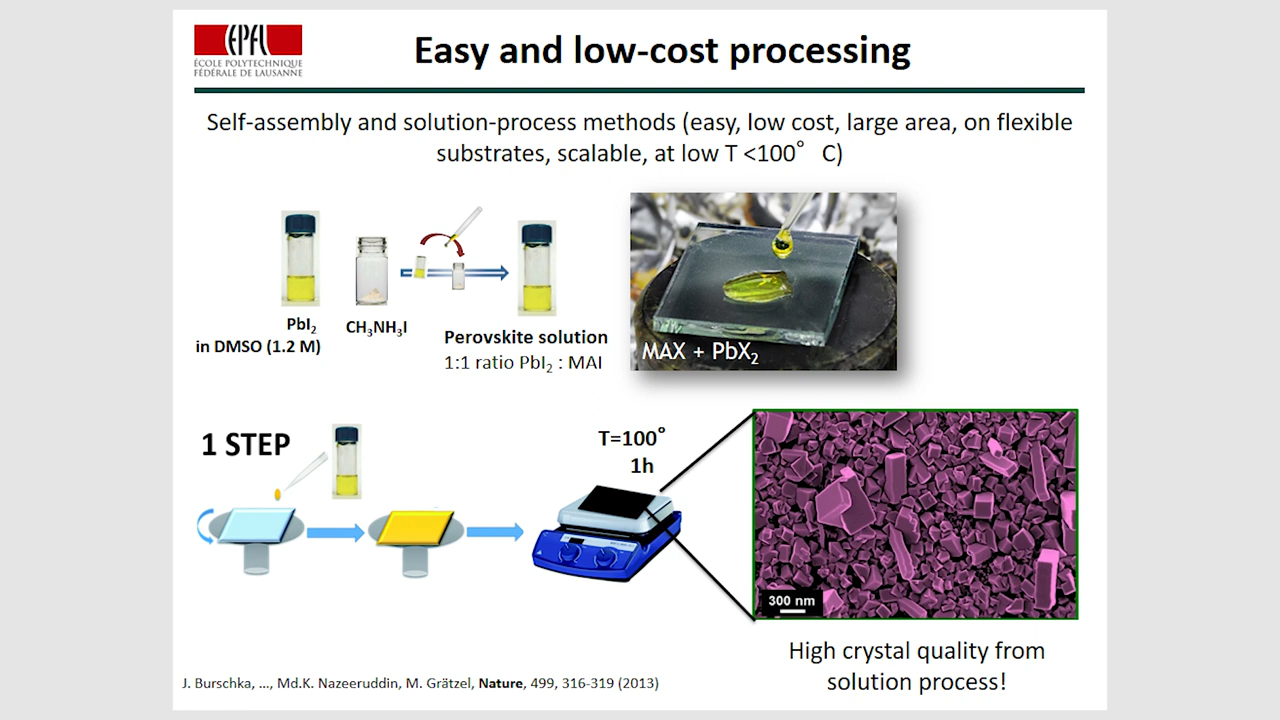 EPFL
ÉCOLE POLYTECHNIQUE
FÉDÉRALE DE LAUSANNE
Easy and low-cost processing
Self-assembly and solution-process methods (easy, low cost, large area, on flexible
substrates, scalable, at low T <100° C)
PbI₂
in DMSO (1.2 M)
CH₃NH₃I
Perovskite solution
1:1 ratio PbI₂ : MAI
MAX + PbX₂
1 STEP
T=100°
1h
300 nm
High crystal quality from
solution process!
J. Burschka, ..., Md.K. Nazeeruddin, M. Grätzel, Nature, 499, 316-319 (2013)